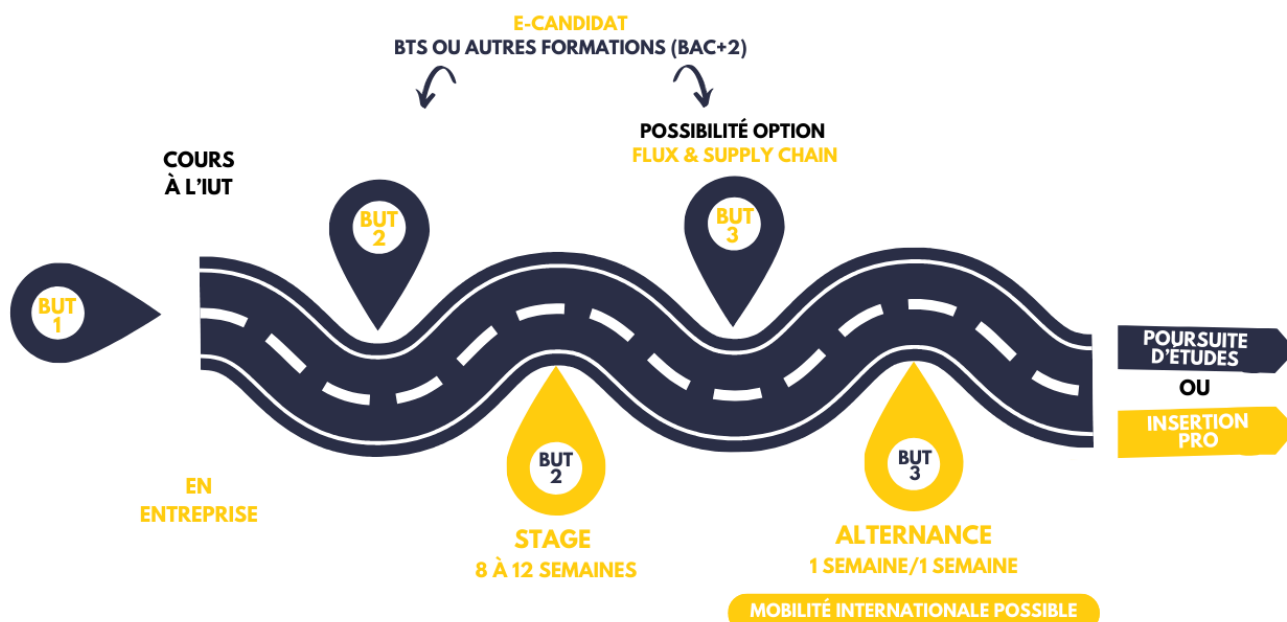 E-CANDIDAT
BTS OU AUTRES FORMATIONS (BAC+2)
POSSIBILITÉ OPTION
FLUX & SUPPLY CHAIN
COURS
À L'IUT
BUT
2
BUT
3
BUT
1
POURSUITE
D'ÉTUDES
OU
INSERTION
PRO
EN
ENTREPRISE
BUT
2
BUT
3
STAGE
8 À 12 SEMAINES
ALTERNANCE
1 SEMAINE/1 SEMAINE
MOBILITÉ INTERNATIONALE POSSIBLE